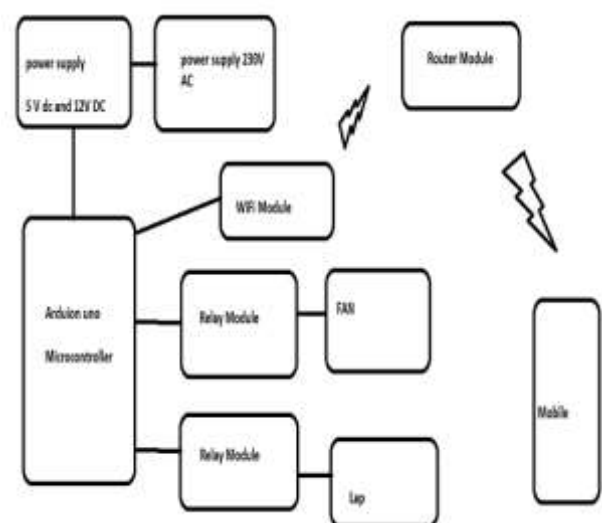 power supply
5 V dc and 12V DC
power supply 230V
AC
Router Module
WiFi Module
Arduion uno
Microcontroller
Relay Module
FAN
Relay Module
Lap
Mobile